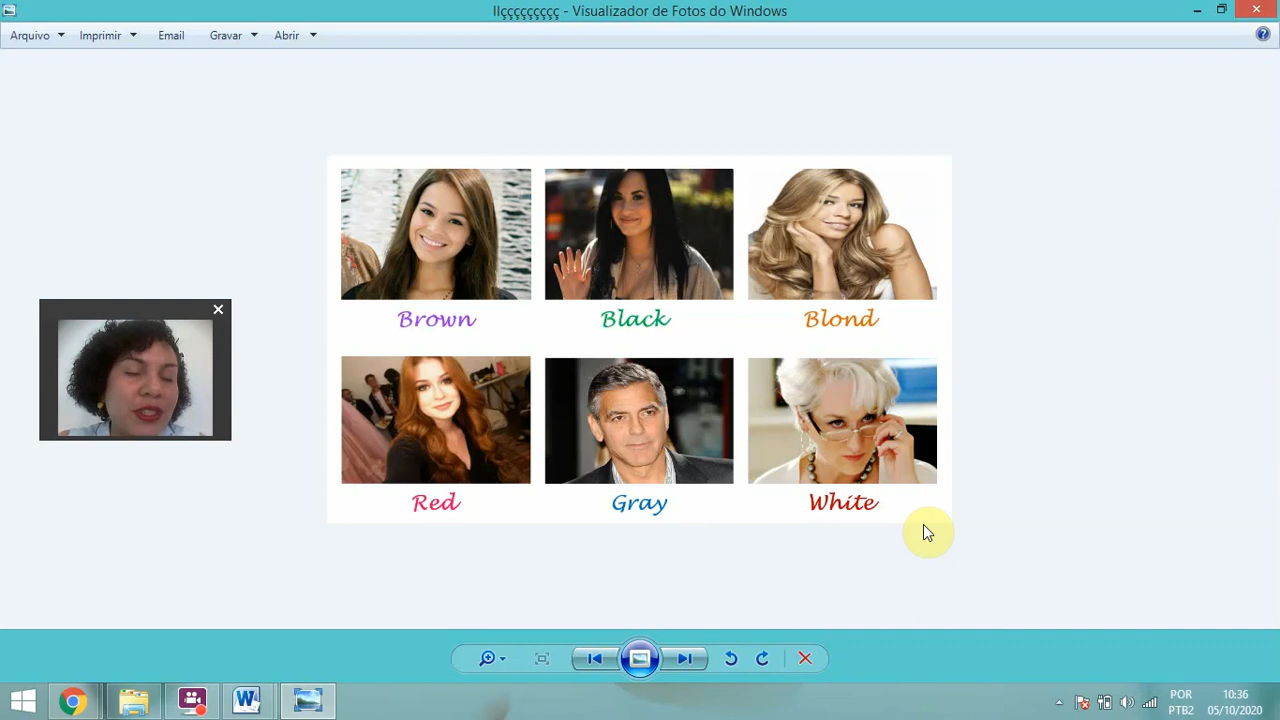 llççççççççç - Visualizador de Fotos do Windows
Arquivo Imprimir Email Gravar Abrir
Brown Black Blond
Red Gray White
POR 10:36
PTB2 05/10/2020